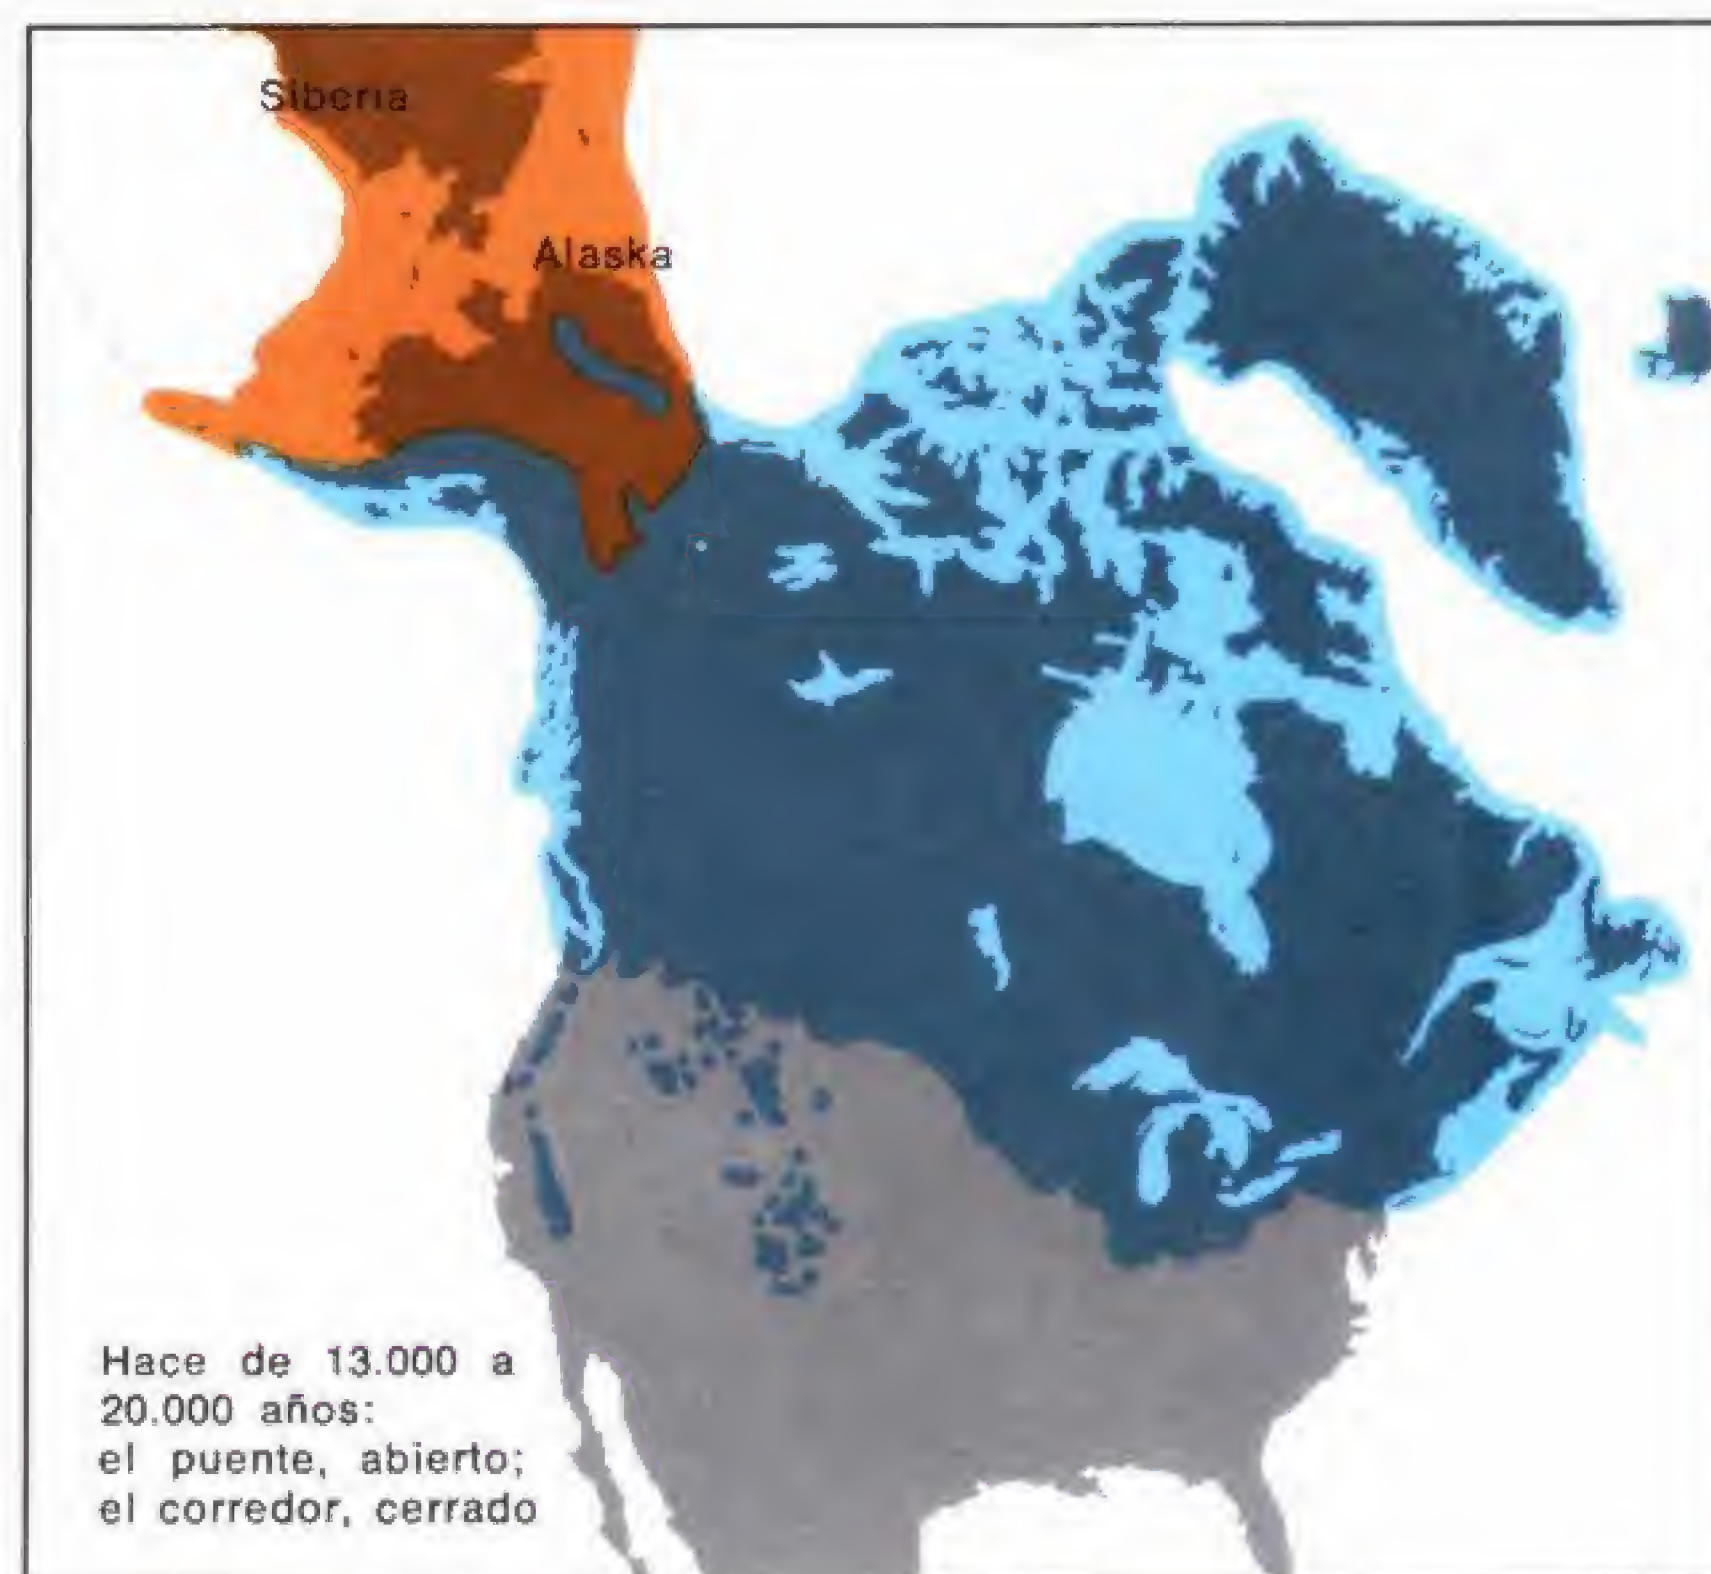 Siberia
Alaska
Hace de 13.000 a
20.000 años:
el puente, abierto;
el corredor, cerrado